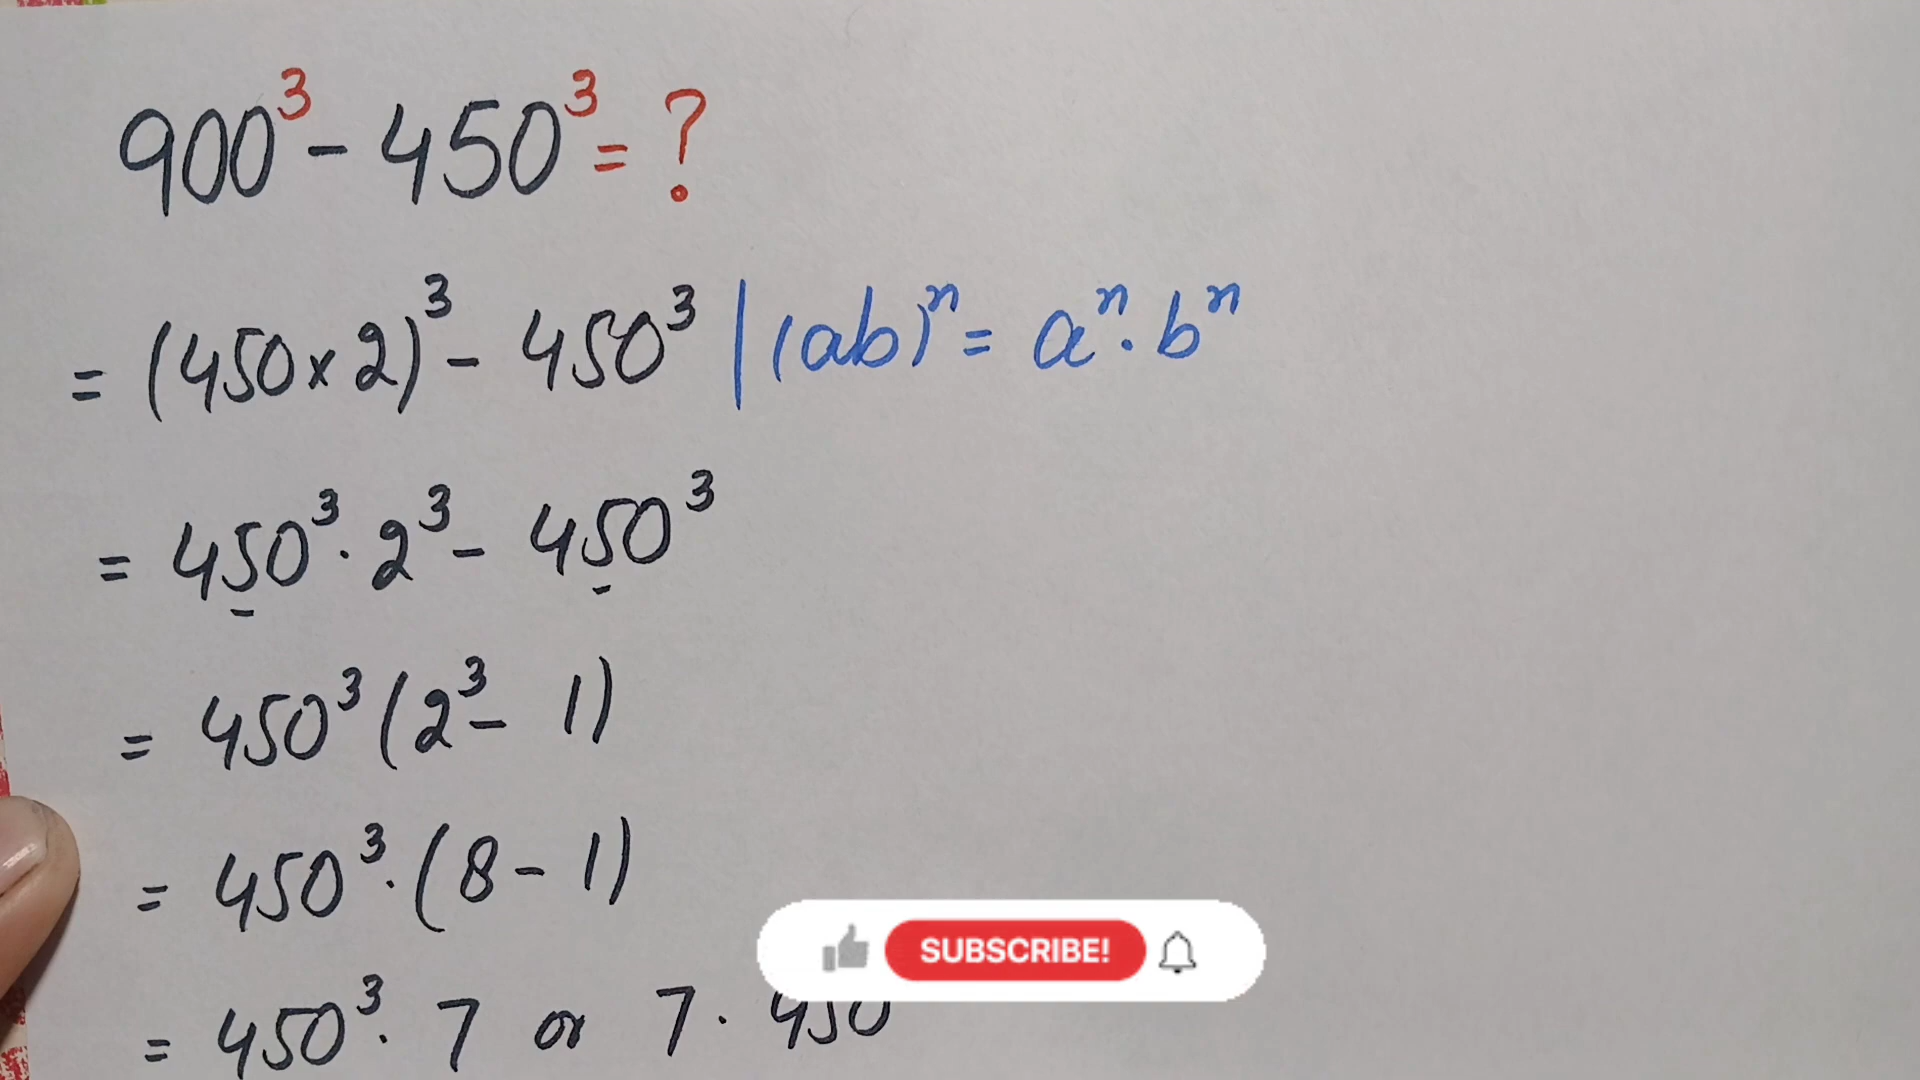 900³ - 450³ = ?
= (450 x 2)³ - 450³ | (ab)ⁿ = aⁿ · bⁿ
= 450³ · 2³ - 450³
= 450³ (2³ - 1)
= 450³ · (8 - 1)
SUBSCRIBE!
= 450³ · 7 or 7 · 450